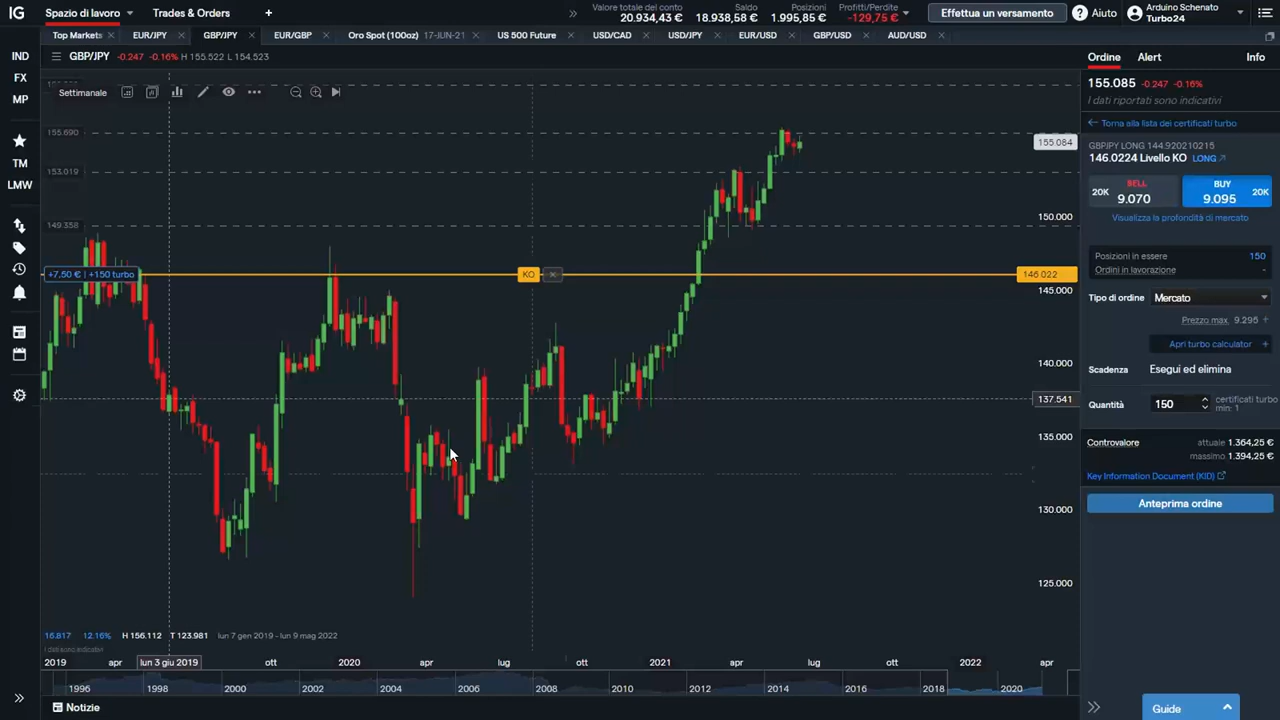 IG
Spazio di lavoro
Trades & Orders
+
Valore totale del conto
20.934,43 €
Saldo
18.938,58 €
Posizioni
1.995,85 €
Profitti/Perdite
-129,75 €
Effettua un versamento
? Aiuto
Arduino Schenato
Turbo24
Top Markets
EUR/JPY
GBP/JPY
EUR/GBP
Oro Spot (100oz) 17-JUN-21
US 500 Future
USD/CAD
USD/JPY
EUR/USD
GBP/USD
AUD/USD
IND
FX
MP
TM
LMW
GBP/JPY -0.247 -0.16% H 155.522 L 154.523
Settimanale
155.690
153.019
149.358
+7,50 € | +150 turbo
KO
155.084
150.000
146.022
145.000
140.000
137.541
135.000
130.000
125.000
16.817 12.16% H 156.112 T 123.981 lun 7 gen 2019 - lun 9 mag 2022
I dati sono indicativi
2019 apr lun 3 giu 2019 ott 2020 apr lug ott 2021 apr lug ott 2022 apr
1996 1998 2000 2002 2004 2006 2008 2010 2012 2014 2016 2018 2020
Notizie
Ordine
Alert
Info
155.085 -0.247 -0.16%
I dati riportati sono indicativi
Torna alla lista dei certificati turbo
GBPJPY LONG 144.920210215
146.0224 Livello KO LONG
20K SELL 9.070
BUY 9.095 20K
Visualizza la profondità di mercato
Posizioni in essere 150
Ordini in lavorazione -
Tipo di ordine Mercato
Prezzo max 9.295 +
Apri turbo calculator +
Scadenza Esegui ed elimina
Quantità 150 certificati turbo
min: 1
Controvalore attuale 1.364,25 €
massimo 1.394,25 €
Key Information Document (KID)
Anteprima ordine
Guide